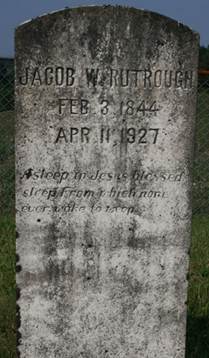 JACOB W. RUTROUGH
FEB 3, 1844
APR 11, 1927
Asleep in Jesus blessed
sleep From which none
ever wake to weep